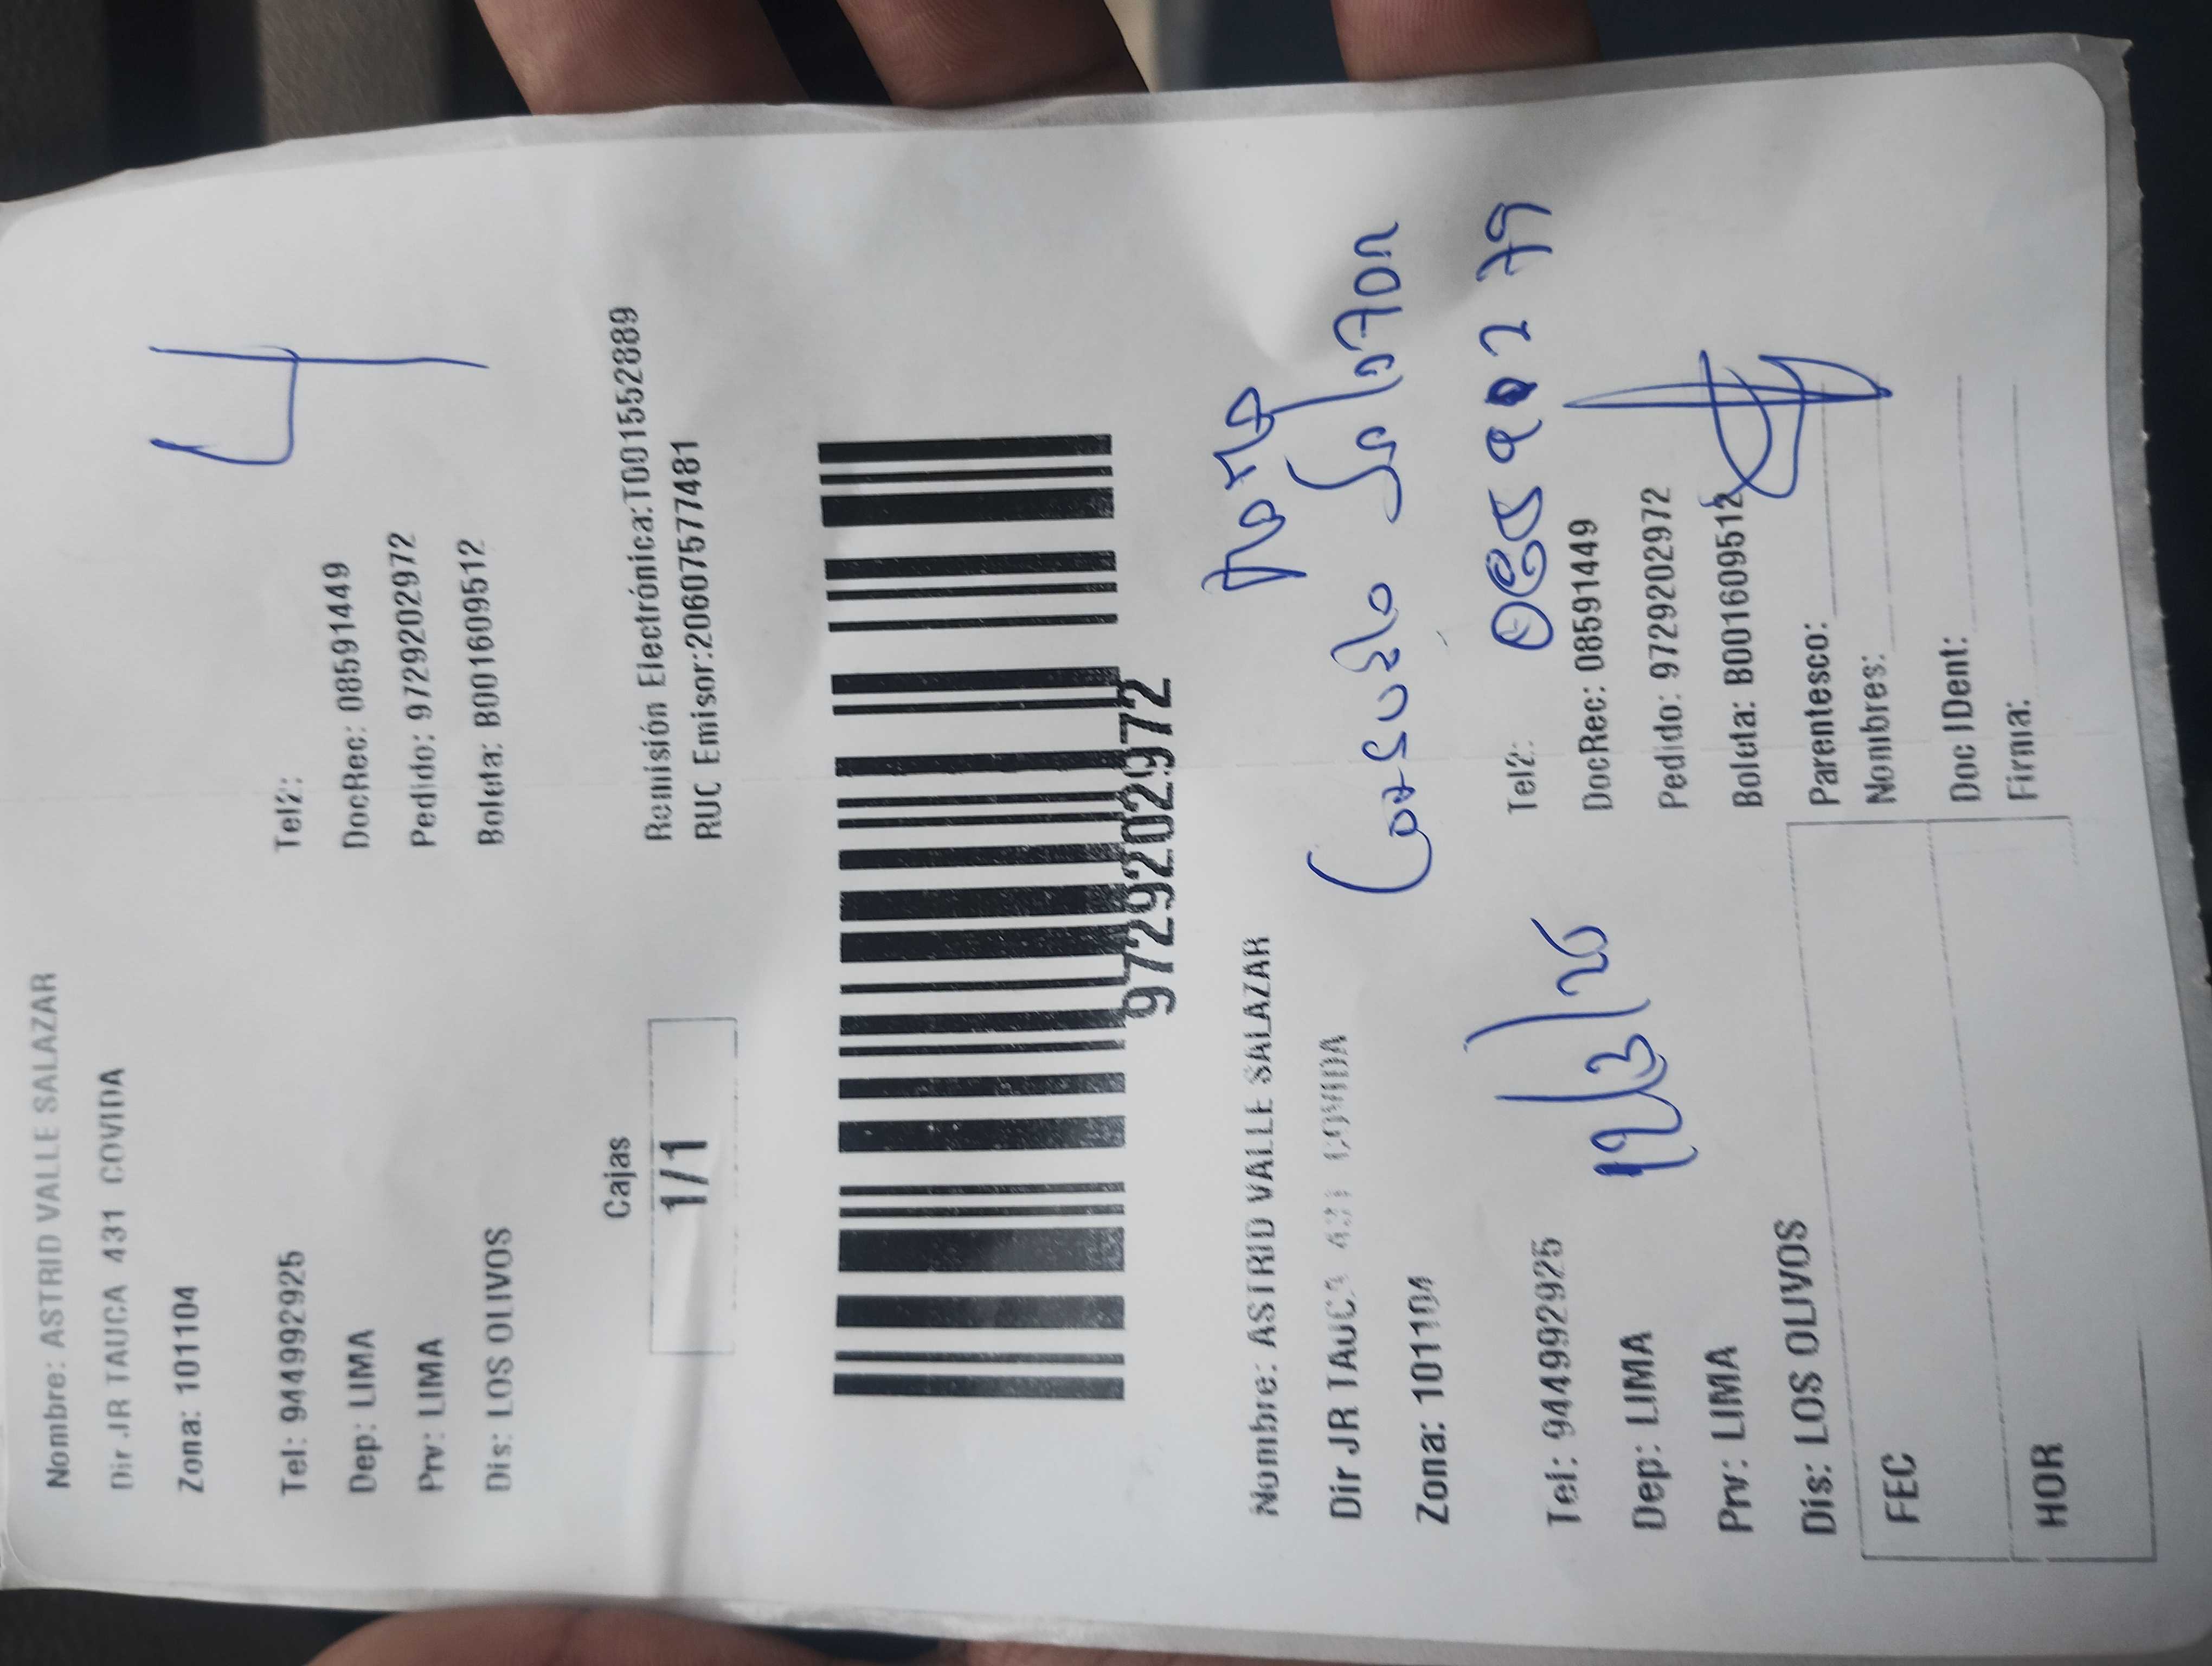 Nombre: ASTRID VALLE SALAZAR
Dir JR TAUCA 431 COVIDA
Zona: 101104
4
Tel: 944992925 Tel2:
Dep: LIMA DocRec: 08591449
Prv: LIMA Pedido: 9729202972
Dis: LOS OLIVOS Boleta: B001609512
Cajas
1/1
Remisión Electrónica:T001552889
RUC Emisor:20607577481
97292029972
Nombre: ASTRID VALLE SALAZAR
Dir JR TAUCA 431 COVIDA
Consuelo
Zona: 101104
Tel: 944992925 Tel2:
Dep: LIMA DocRec: 08591449
Prv: LIMA Pedido: 97292029972
Dis: LOS OLIVOS Boleta: B001609512
Parentesco:
FEC Nombres:
Doc IDent:
HOR Firma: